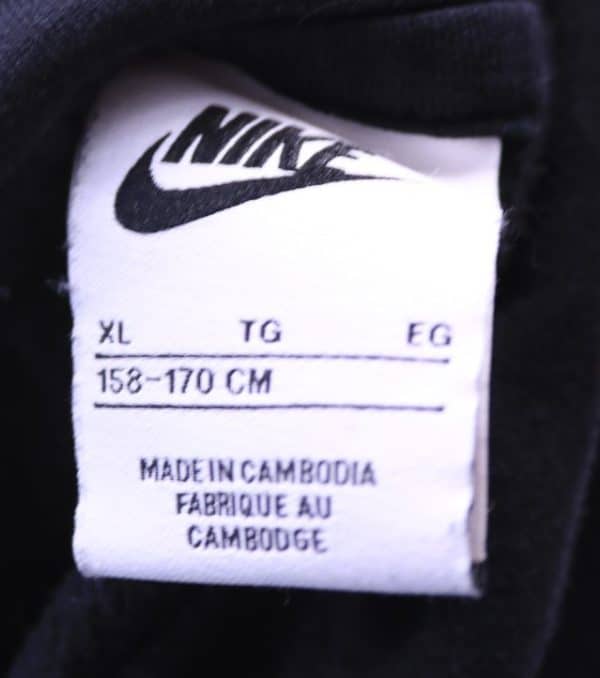 NIKE
XL TG EG
158-170 CM
MADE IN CAMBODIA
FABRIQUE AU
CAMBODGE